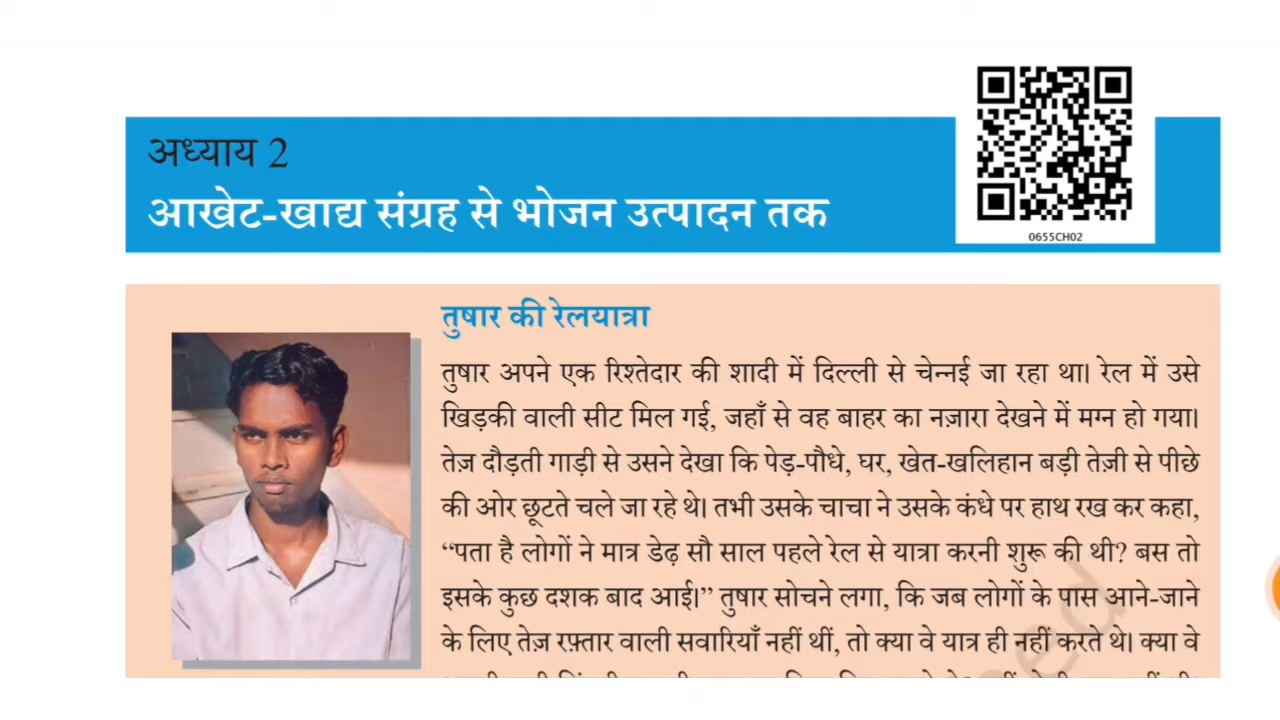 अध्याय 2
आखेट-खाद्य संग्रह से भोजन उत्पादन तक
0655CH02
तुषार की रेलयात्रा
तुषार अपने एक रिश्तेदार की शादी में दिल्ली से चेन्नई जा रहा था। रेल में उसे
खिड़की वाली सीट मिल गई, जहाँ से वह बाहर का नज़ारा देखने में मग्न हो गया।
तेज़ दौड़ती गाड़ी से उसने देखा कि पेड़-पौधे, घर, खेत-खलिहान बड़ी तेज़ी से पीछे
की ओर छूटते चले जा रहे थे। तभी उसके चाचा ने उसके कंधे पर हाथ रख कर कहा,
“पता है लोगों ने मात्र डेढ़ सौ साल पहले रेल से यात्रा करनी शुरू की थी? बस तो
इसके कुछ दशक बाद आई।” तुषार सोचने लगा, कि जब लोगों के पास आने-जाने
के लिए तेज़ रफ़्तार वाली सवारियाँ नहीं थीं, तो क्या वे यात्र ही नहीं करते थे। क्या वे